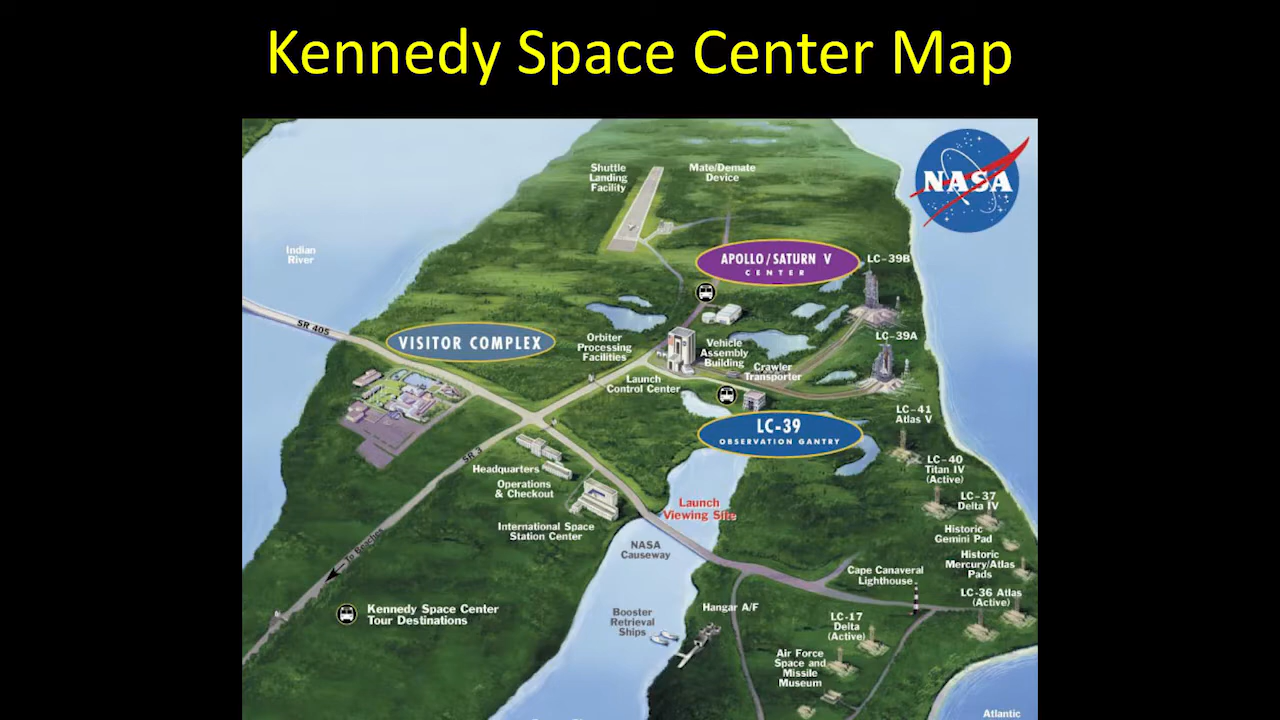 Kennedy Space Center Map
NASA
Shuttle
Landing
Facility
Mate/Demate
Device
Indian
River
APOLLO/SATURN V
CENTER
LC-39B
SR 405
VISITOR COMPLEX
Orbiter
Processing
Facilities
Vehicle
Assembly
Building
LC-39A
Crawler
Transporter
Launch
Control Center
LC-41
Atlas V
LC-39
OBSERVATION GANTRY
SR 3
Headquarters
Operations
& Checkout
LC-40
Titan IV
(Active)
LC-37
Delta IV
Launch
Viewing Site
International Space
Station Center
Historic
Gemini Pad
NASA
Causeway
Historic
Mercury/Atlas
Pads
To Beaches
Cape Canaveral
Lighthouse
LC-36 Atlas
(Active)
Kennedy Space Center
Tour Destinations
Booster
Retrieval
Ships
Hangar A/F
LC-17
Delta
(Active)
Air Force
Space and
Missile
Museum
Atlantic